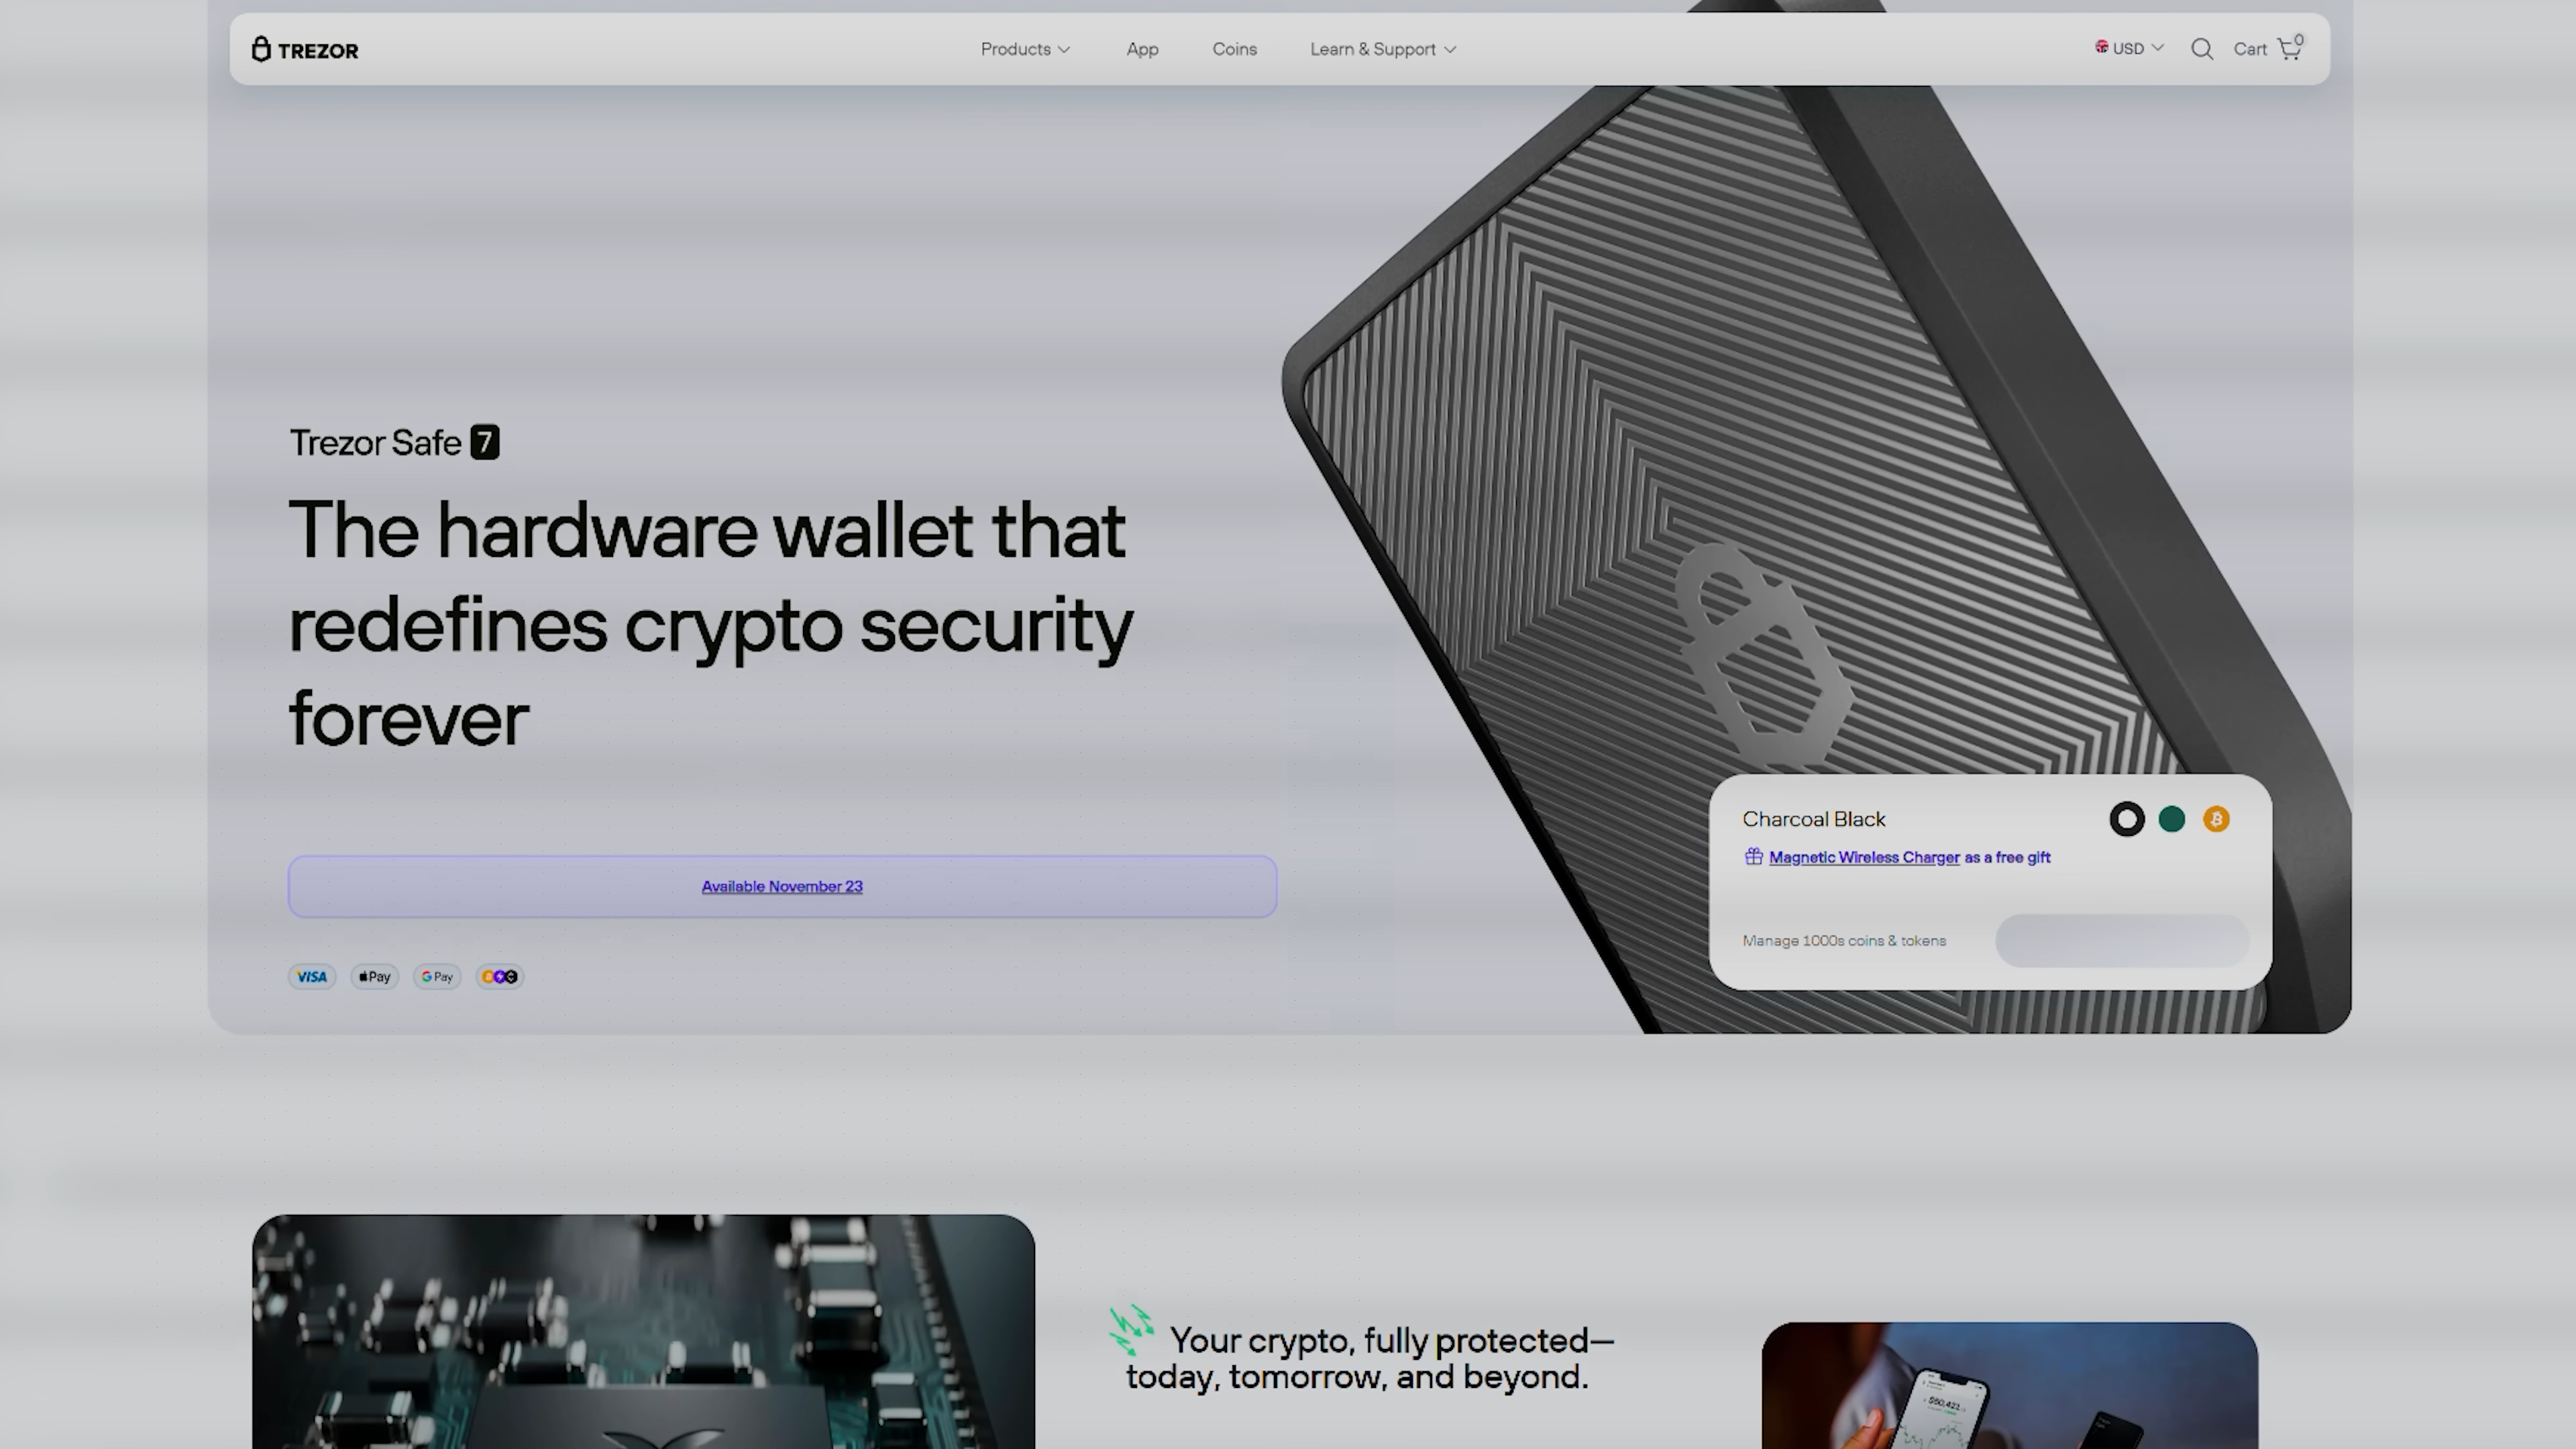 TREZOR
Products
App
Coins
Learn & Support
USD
Cart
0
Trezor Safe 7
The hardware wallet that
redefines crypto security
forever
Available November 23
VISA
Pay
G Pay
Charcoal Black
Magnetic Wireless Charger as a free gift
Manage 1000s coins & tokens
Your crypto, fully protected—
today, tomorrow, and beyond.